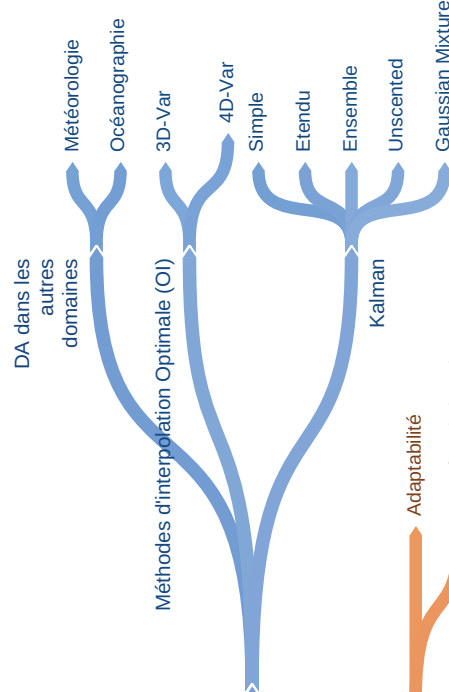 Météorologie
Océanographie
3D-Var
4D-Var
Simple
Etendu
Ensemble
Unscented
Gaussian Mixture
DA dans les
autres
domaines
Méthodes d'interpolation Optimale (OI)
Kalman
Adaptabilité